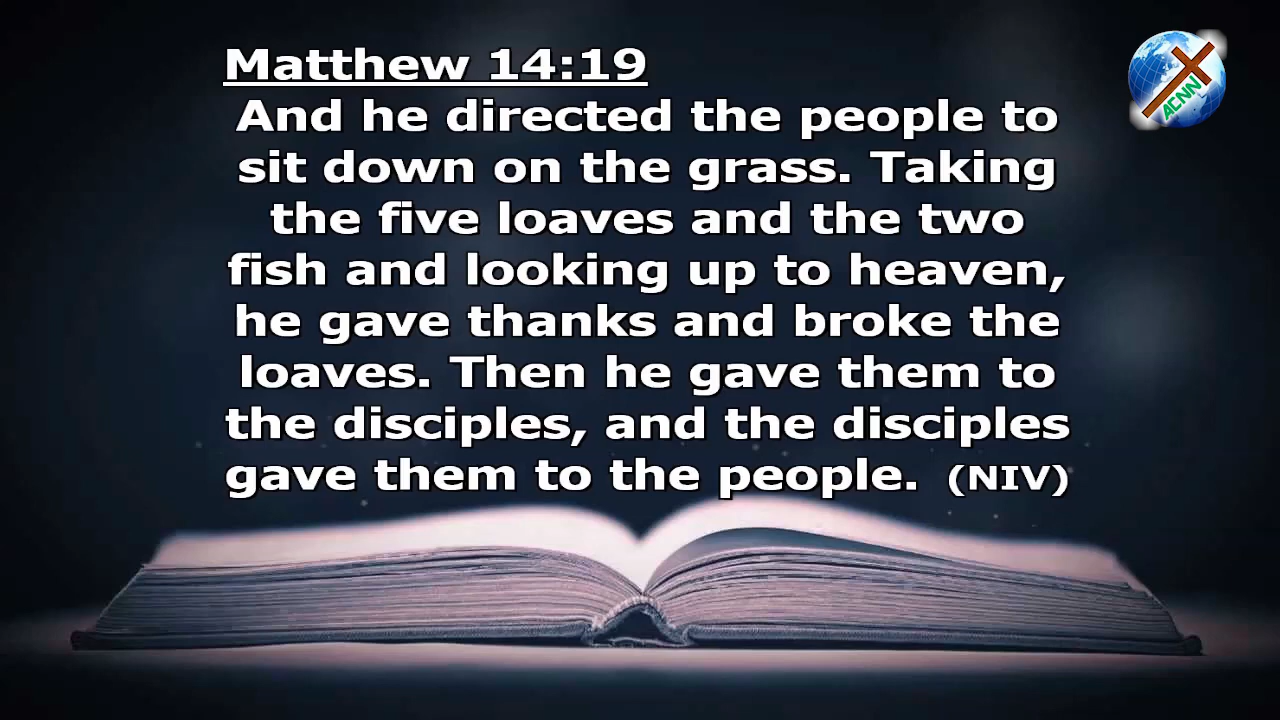 Matthew 14:19
And he directed the people to
sit down on the grass. Taking
the five loaves and the two
fish and looking up to heaven,
he gave thanks and broke the
loaves. Then he gave them to
the disciples, and the disciples
gave them to the people. (NIV)
ACNN